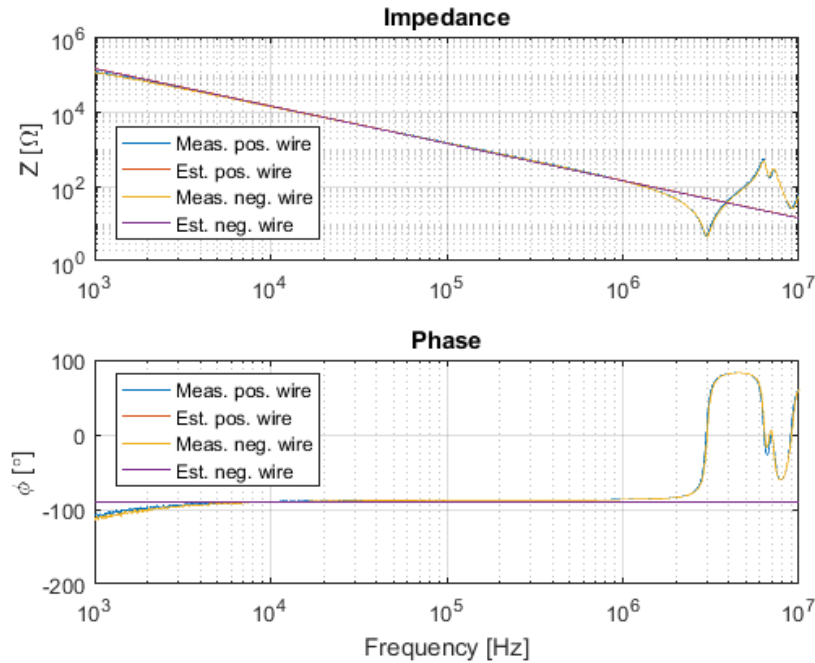 Impedance
Z [Ω]
10^6
10^4
10^2
10^0
Meas. pos. wire
Est. pos. wire
Meas. neg. wire
Est. neg. wire
10^3 10^4 10^5 10^6 10^7
Phase
ϕ [°]
100
0
-100
-200
Meas. pos. wire
Est. pos. wire
Meas. neg. wire
Est. neg. wire
10^3 10^4 10^5 10^6 10^7
Frequency [Hz]